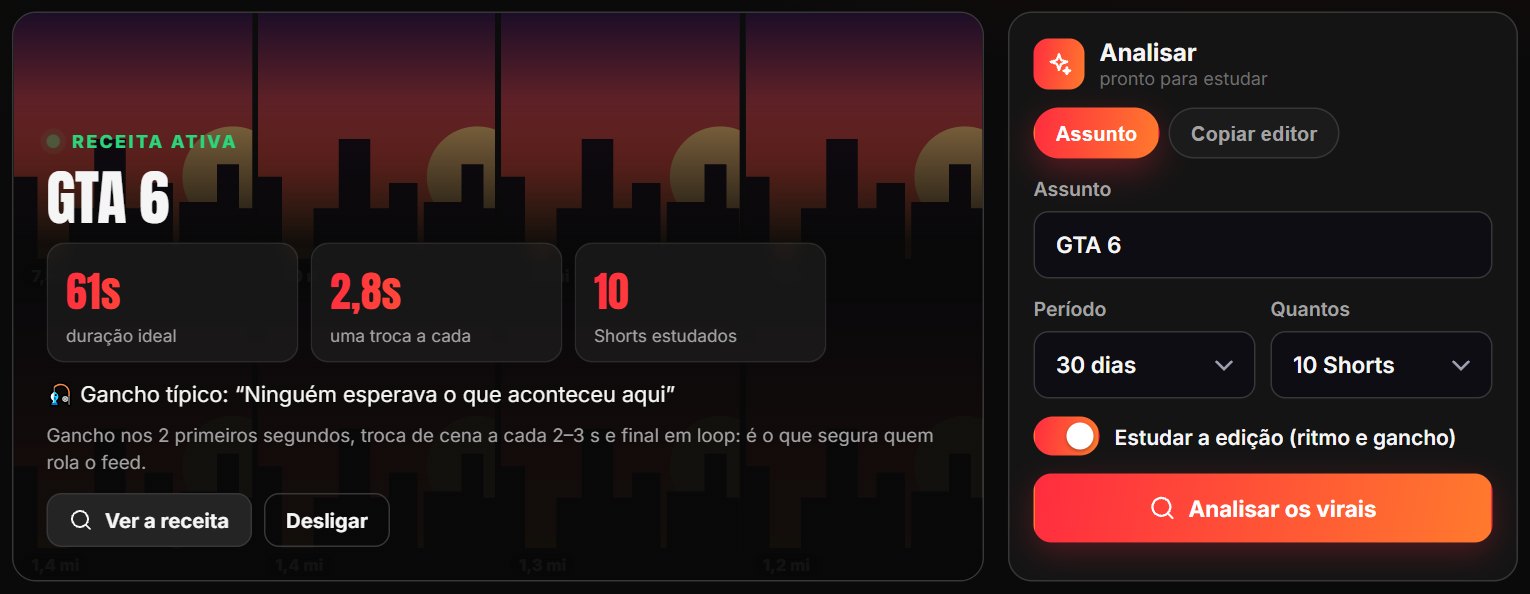 RECEITA ATIVA
GTA 6
61s
duração ideal
2,8s
uma troca a cada
10
Shorts estudados
Gancho típico: “Ninguém esperava o que aconteceu aqui”
Gancho nos 2 primeiros segundos, troca de cena a cada 2–3 s e final em loop: é o que segura quem
rola o feed.
Ver a receita
Desligar
1,4 mi
1,4 mi
1,3 mi
1,2 mi
Analisar
pronto para estudar
Assunto
Copiar editor
Assunto
GTA 6
Período
Quantos
30 dias
10 Shorts
Estudar a edição (ritmo e gancho)
Analisar os virais